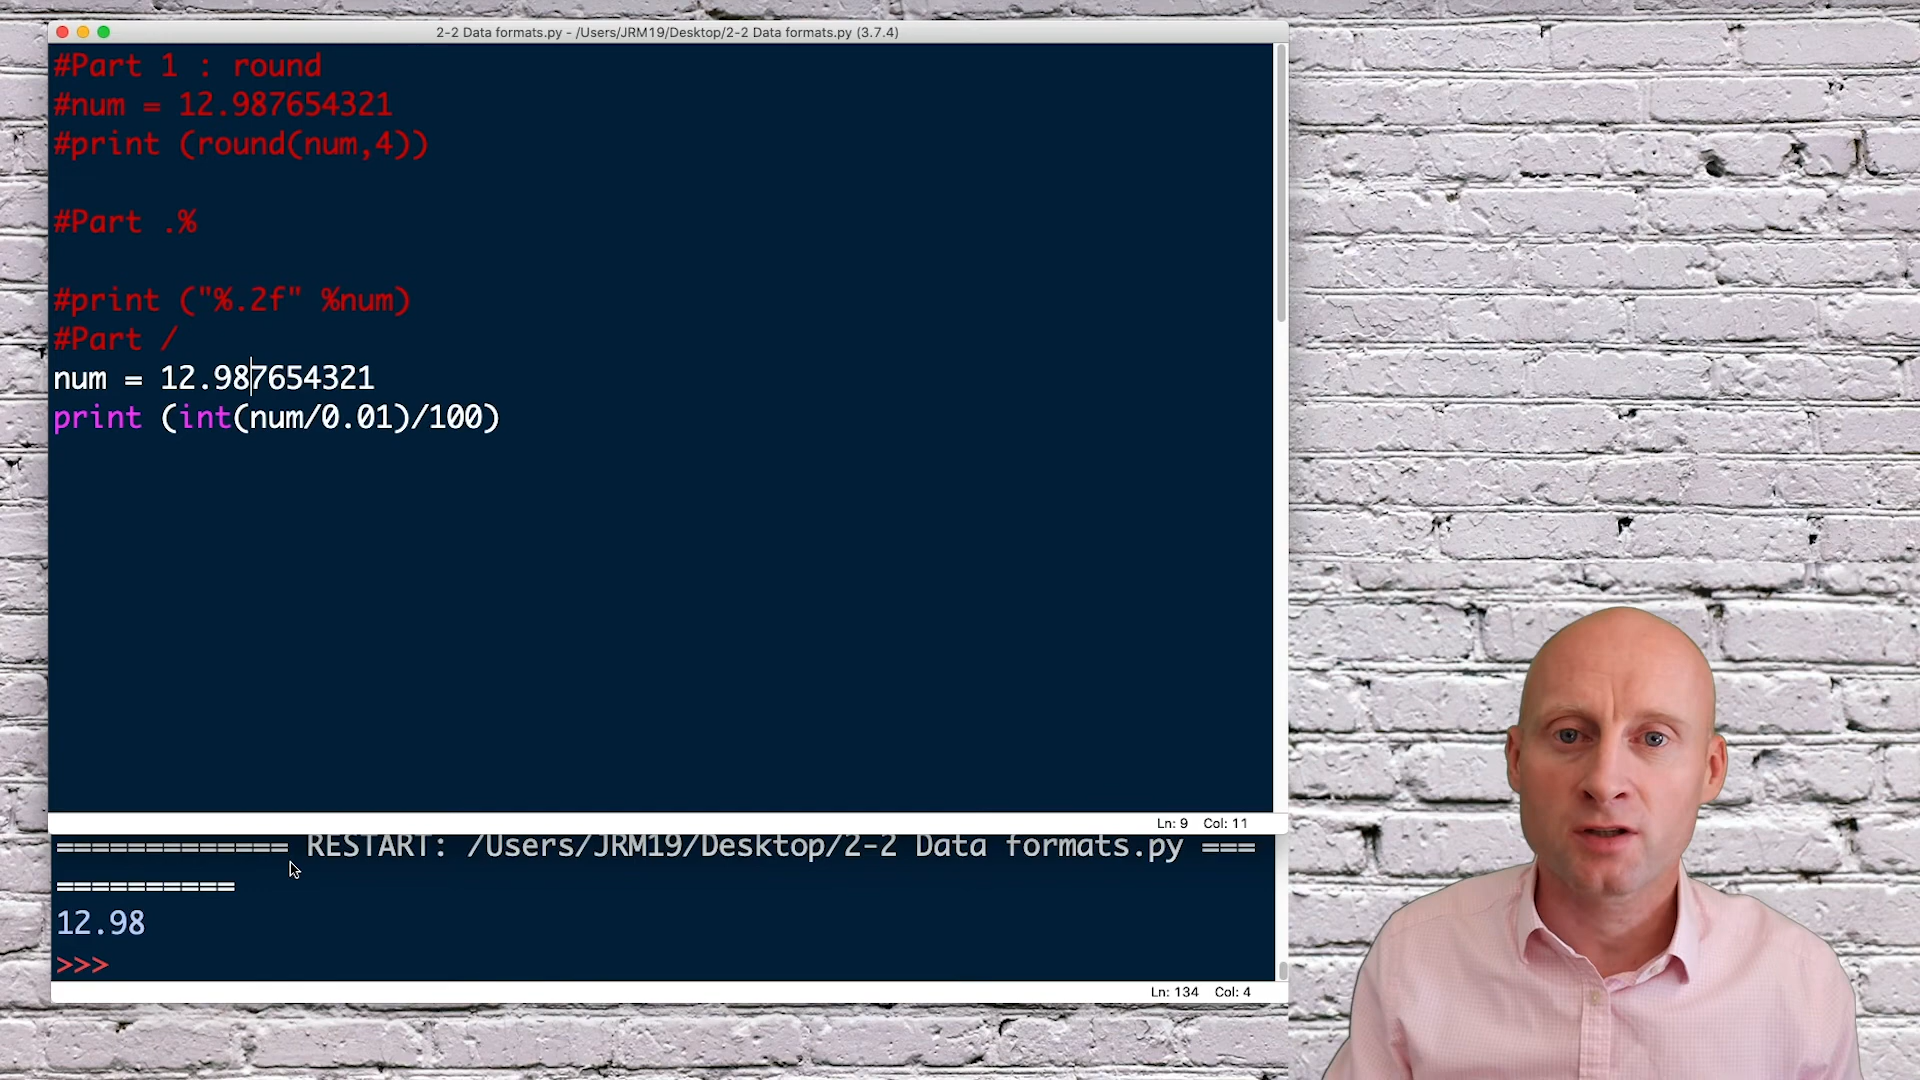 2-2 Data formats.py - /Users/JRM19/Desktop/2-2 Data formats.py (3.7.4)
#Part 1 : round
#num = 12.987654321
#print (round(num,4))
#Part .%
#print ("%.2f" %num)
#Part /
num = 12.987654321
print (int(num/0.01)/100)
Ln: 9 Col: 11
============= RESTART: /Users/JRM19/Desktop/2-2 Data formats.py ===
==========
12.98
>>>
Ln: 134 Col: 4